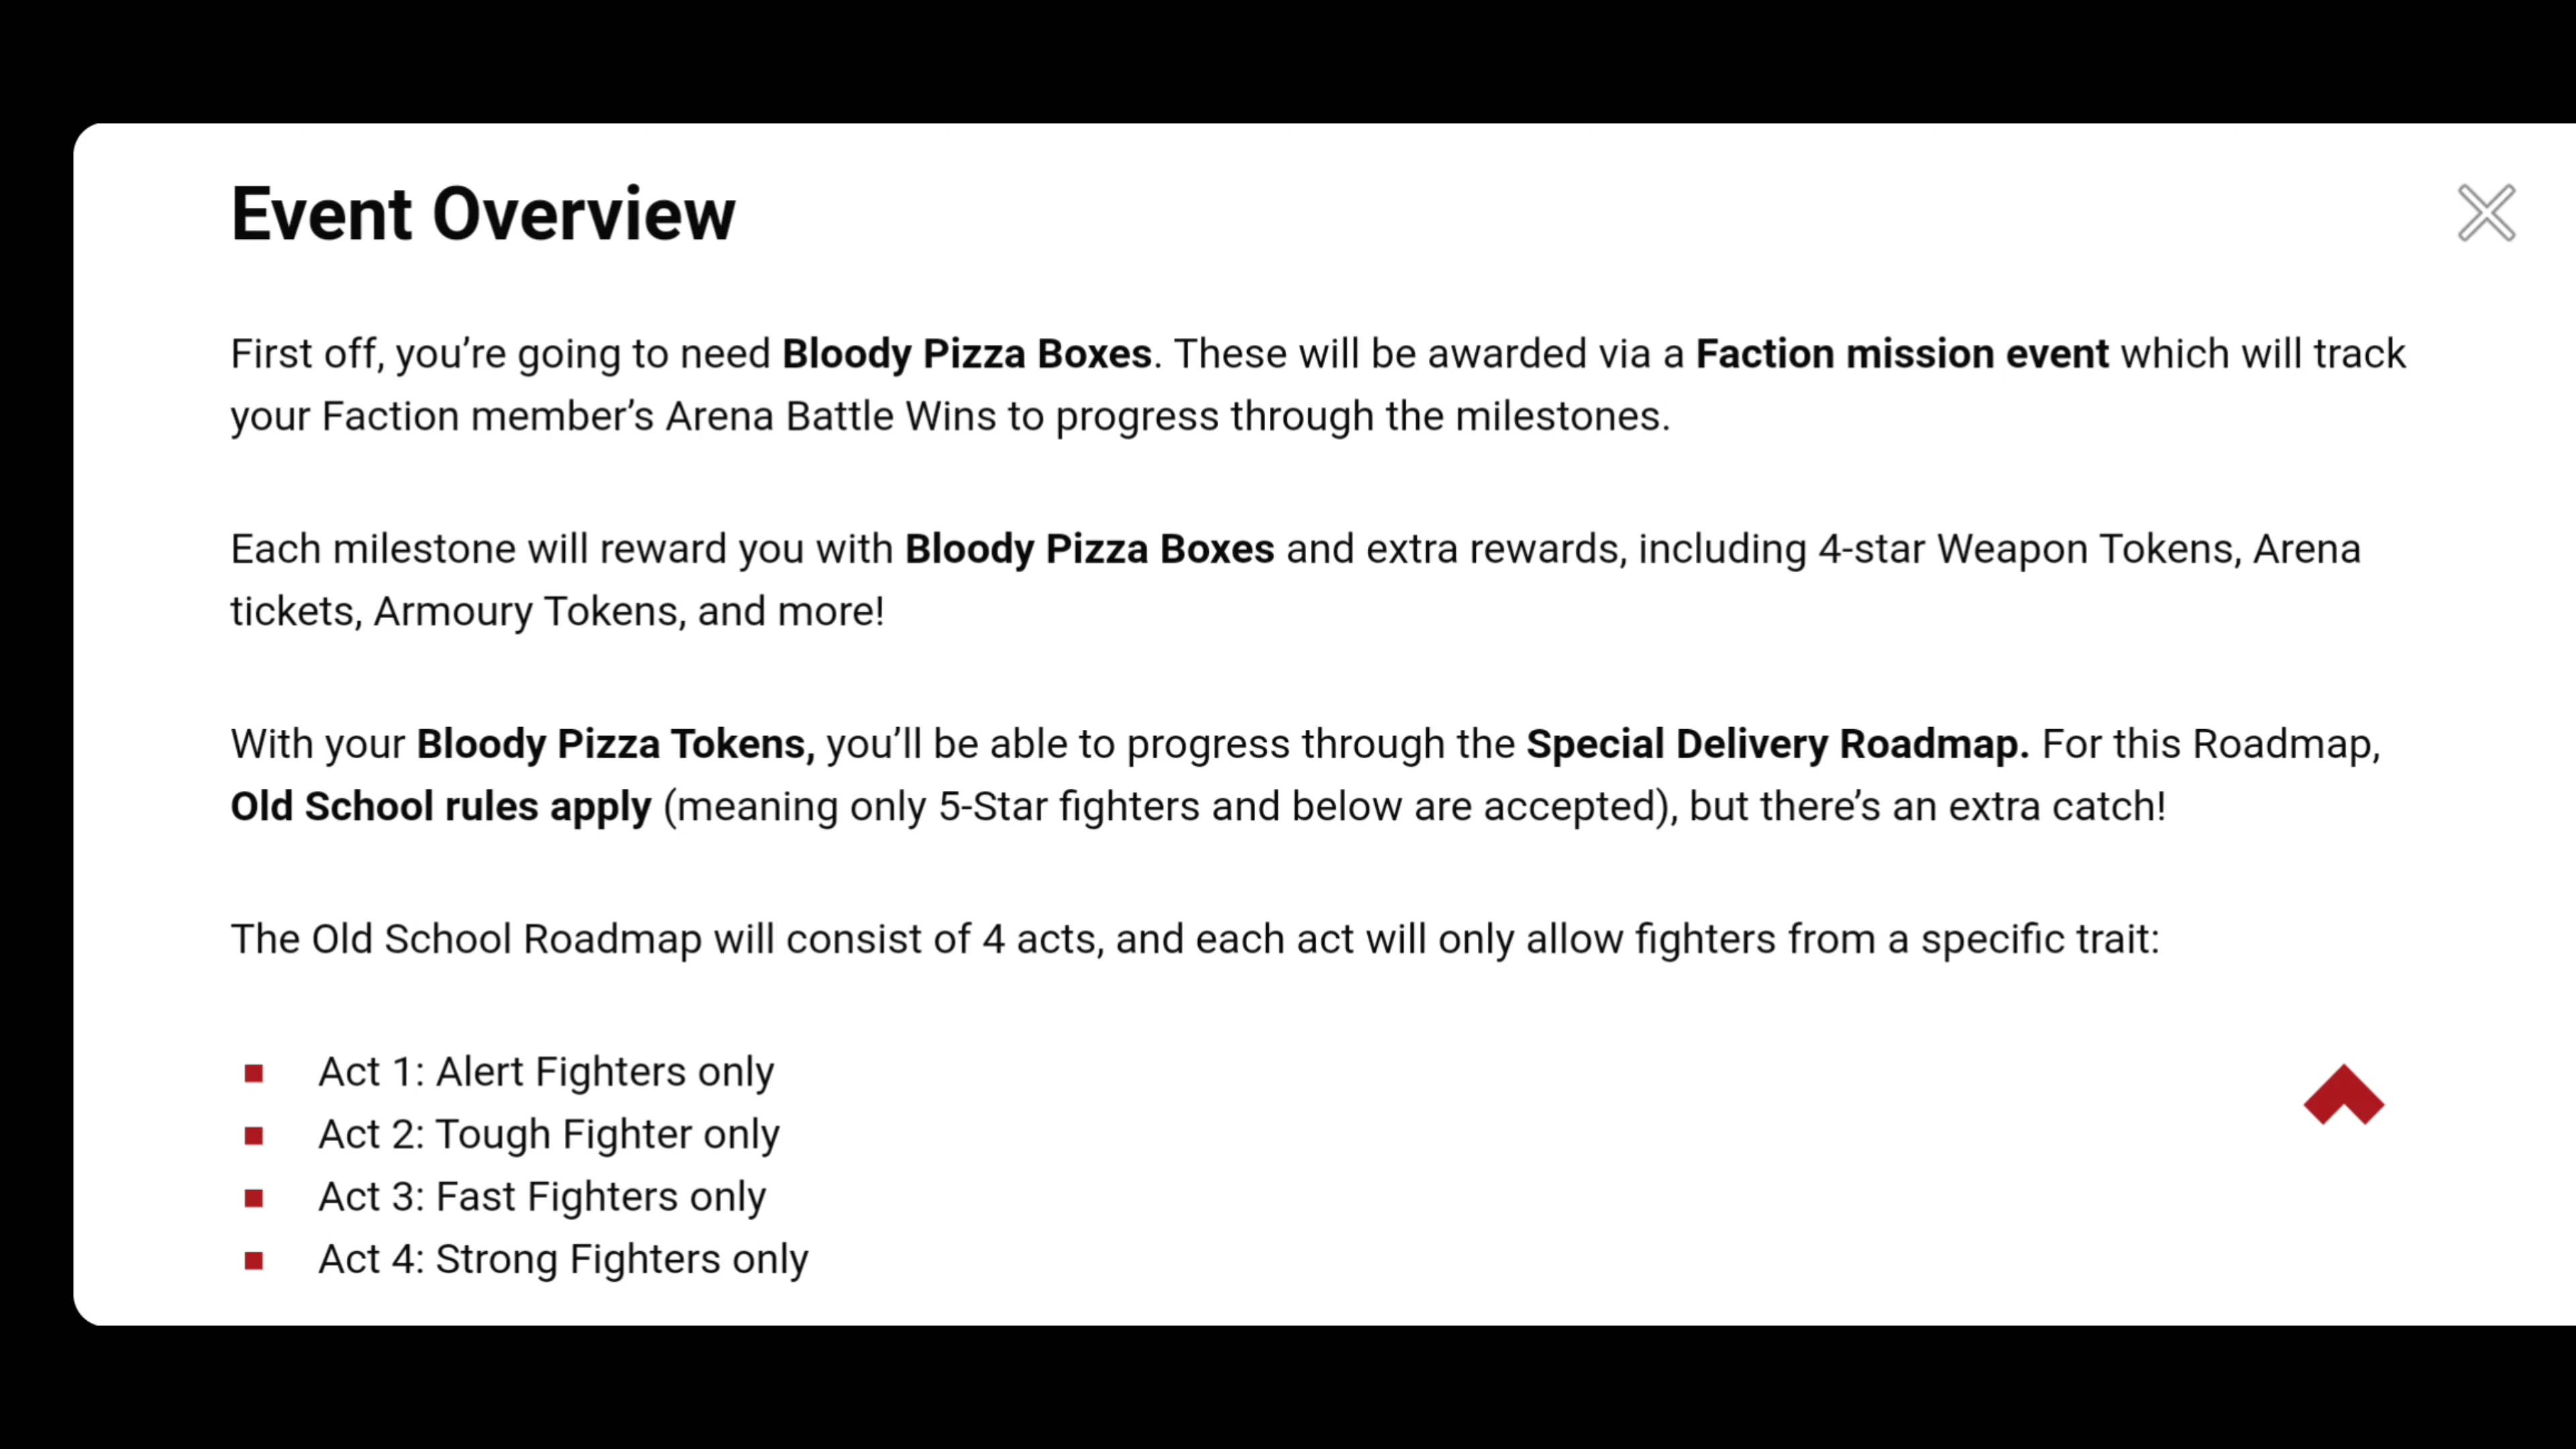 Event Overview
First off, you’re going to need Bloody Pizza Boxes. These will be awarded via a Faction mission event which will track
your Faction member’s Arena Battle Wins to progress through the milestones.
Each milestone will reward you with Bloody Pizza Boxes and extra rewards, including 4-star Weapon Tokens, Arena
tickets, Armoury Tokens, and more!
With your Bloody Pizza Tokens, you’ll be able to progress through the Special Delivery Roadmap. For this Roadmap,
Old School rules apply (meaning only 5-Star fighters and below are accepted), but there’s an extra catch!
The Old School Roadmap will consist of 4 acts, and each act will only allow fighters from a specific trait:
Act 1: Alert Fighters only
Act 2: Tough Fighter only
Act 3: Fast Fighters only
Act 4: Strong Fighters only